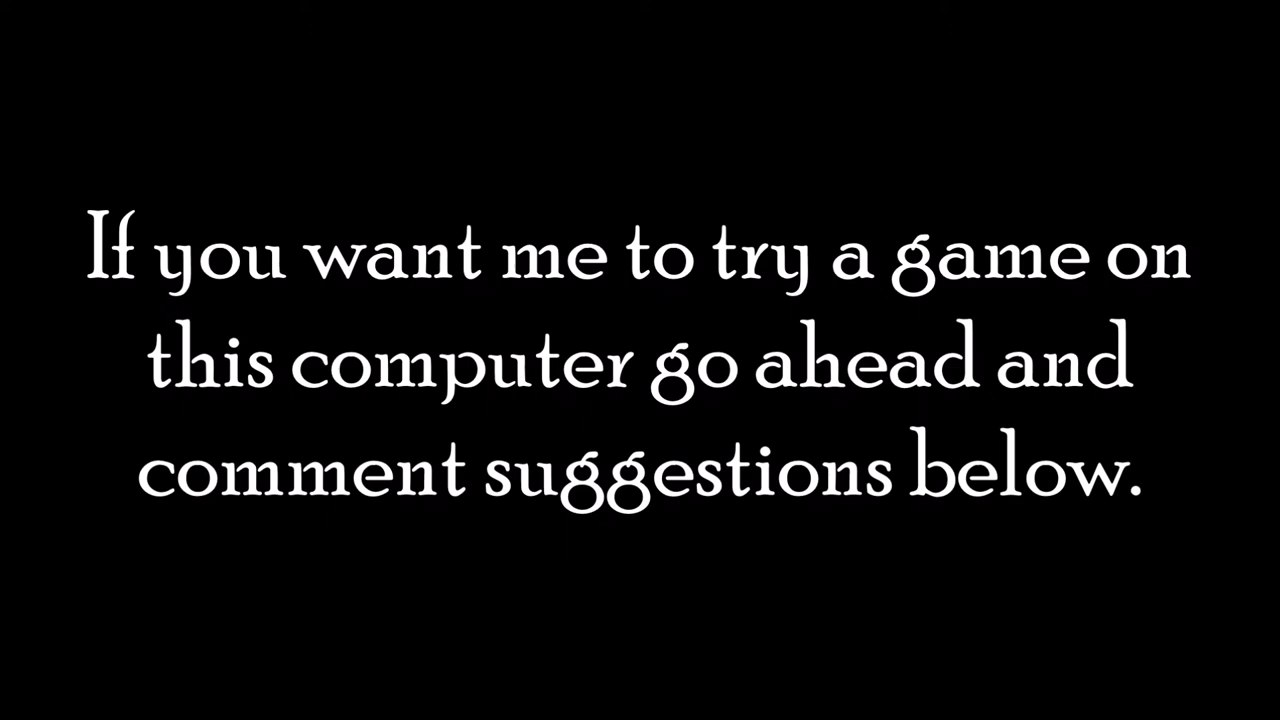 If you want me to try a game on
this computer go ahead and
comment suggestions below.